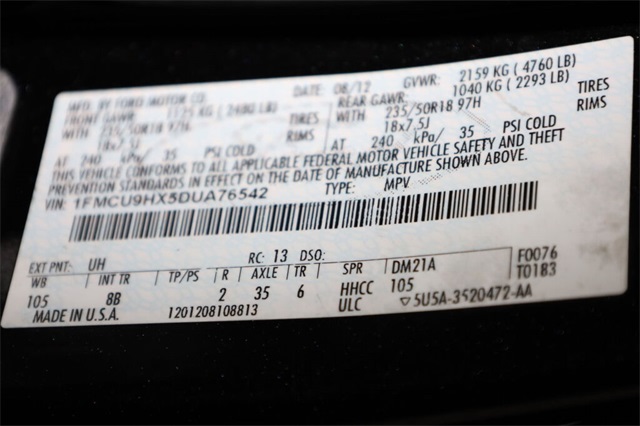 MFD. BY FORD MOTOR CO. DATE: 08/12 GVWR: 2159 KG ( 4760 LB)
FRONT GAWR: 1125 KG ( 2480 LB) REAR GAWR: 1040 KG ( 2293 LB)
WITH 235/50R18 97H WITH 235/50R18 97H TIRES
18x7.5J 18x7.5J RIMS
AT 240 kPa/ 35 PSI COLD AT 240 kPa/ 35 PSI COLD
THIS VEHICLE CONFORMS TO ALL APPLICABLE FEDERAL MOTOR VEHICLE SAFETY AND THEFT
PREVENTION STANDARDS IN EFFECT ON THE DATE OF MANUFACTURE SHOWN ABOVE.
VIN: 1FMCU9HX5DUA76542 TYPE: MPV
EXT PNT: UH RC: 13 DSO: F0076
WB INT TR TP/PS R AXLE TR SPR DM21A T0183
105 8B 2 35 6 HHCC 105
MADE IN U.S.A. 1201208108813 ULC ▽5U5A-3520472-AA